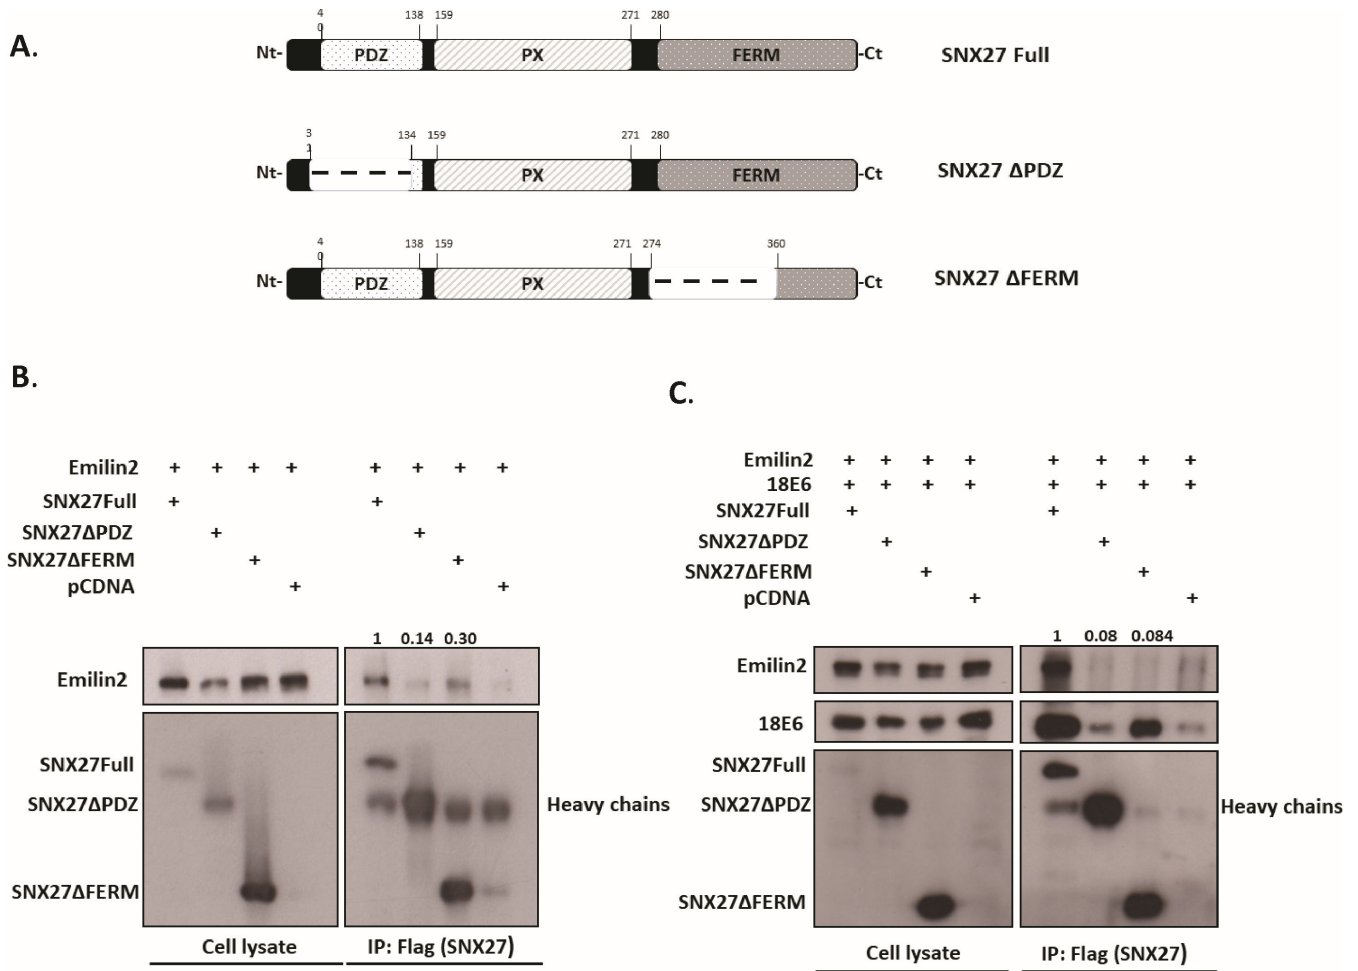 A.
4
0 138 159 271 280
Nt- PDZ PX FERM -Ct SNX27 Full
3
1 134 159 271 280
Nt- PX FERM -Ct SNX27 ΔPDZ
4
0 138 159 271 274 360
Nt- PDZ PX -Ct SNX27 ΔFERM
B.
Emilin2 + + + + + + + +
SNX27Full + +
SNX27ΔPDZ + +
SNX27ΔFERM + +
pCDNA + +
1 0.14 0.30
Emilin2
SNX27Full
SNX27ΔPDZ Heavy chains
SNX27ΔFERM
Cell lysate IP: Flag (SNX27)
C.
Emilin2 + + + + + + + +
18E6 + + + + + + + +
SNX27Full + +
SNX27ΔPDZ + +
SNX27ΔFERM + +
pCDNA + +
1 0.08 0.084
Emilin2
18E6
SNX27Full
SNX27ΔPDZ Heavy chains
SNX27ΔFERM
Cell lysate IP: Flag (SNX27)